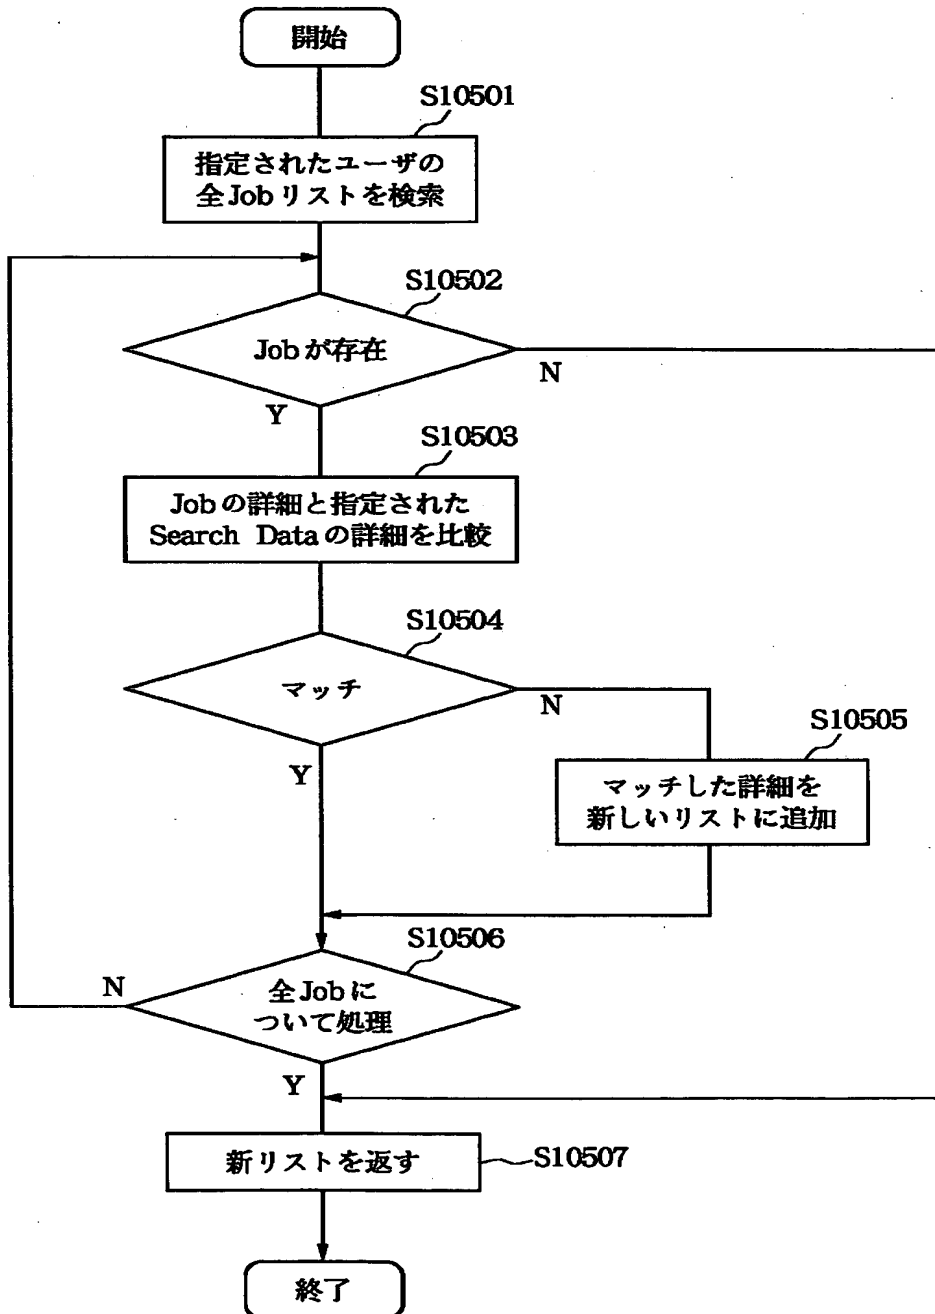 開始
S10501
指定されたユーザの
全Jobリストを検索
S10502
Jobが存在
N
Y
S10503
Jobの詳細と指定された
Search Dataの詳細を比較
S10504
マッチ
N
Y
S10505
マッチした詳細を
新しいリストに追加
S10506
N
全Jobに
ついて処理
Y
新リストを返す
S10507
終了